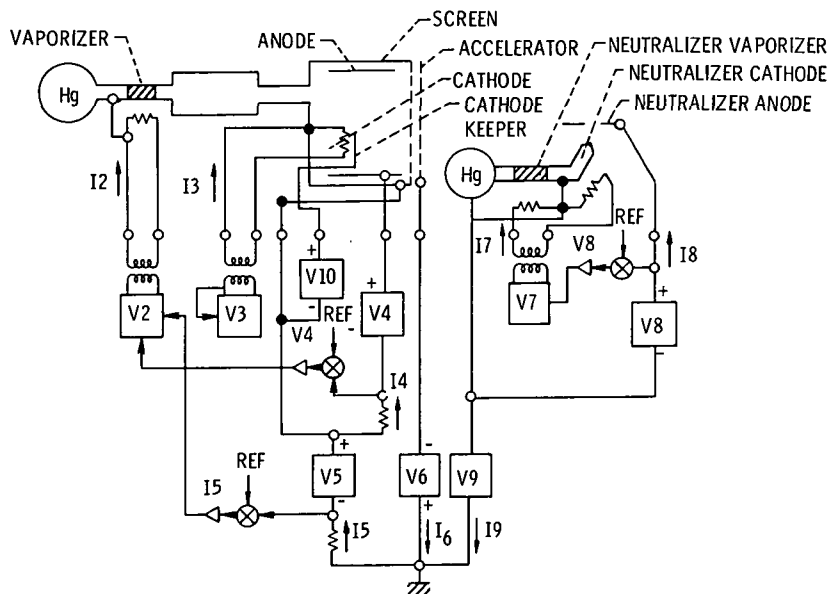 SCREEN
VAPORIZER
ANODE
ACCELERATOR
NEUTRALIZER VAPORIZER
CATHODE
NEUTRALIZER CATHODE
CATHODE
KEEPER
NEUTRALIZER ANODE
Hg
Hg
I2
I3
I7
V8
REF
I8
+
V10
-
+
V4
-
V2
V3
V4
REF
V7
+
V8
-
I4
+
V5
-
-
V6
+
V9
REF
I5
I5
I6
I9